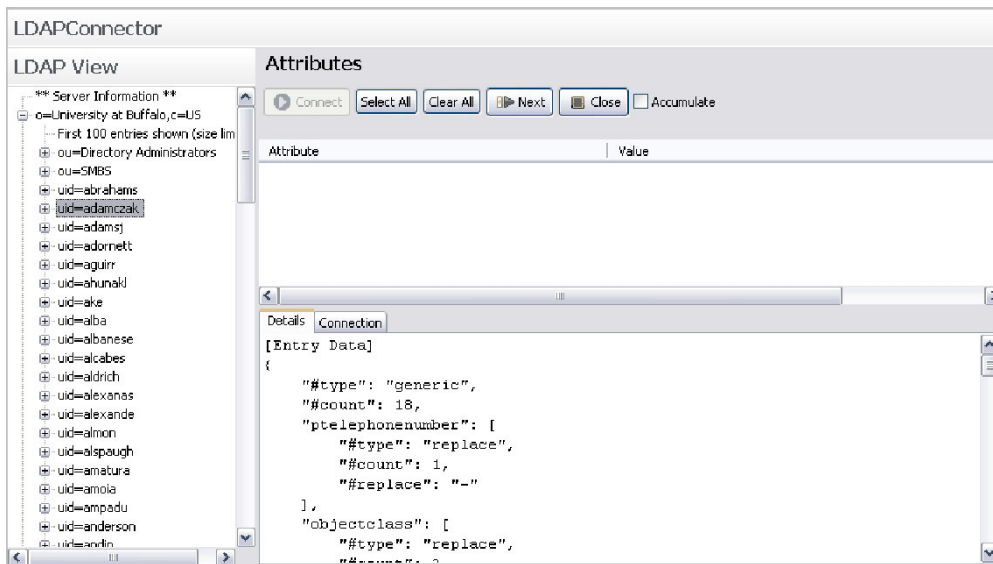 LDAPConnector
LDAP View
** Server Information **
o=University at Buffalo,c=US
First 100 entries shown (size lim
ou=Directory Administrators
ou=SMBS
uid=abrahams
uid=adamczak
uid=adamsj
uid=adornett
uid=aguirr
uid=ahunakl
uid=ake
uid=alba
uid=albanese
uid=alcabes
uid=aldrich
uid=alexanas
uid=alexande
uid=almon
uid=alspaugh
uid=amatura
uid=amoia
uid=ampadu
uid=anderson
uid=andin
Attributes
Connect Select All Clear All Next Close Accumulate
Attribute Value
Details Connection
[Entry Data]
{
"#type": "generic",
"#count": 18,
"ptelephonenumber": [
"#type": "replace",
"#count": 1,
"#replace": "-"
],
"objectclass": [
"#type": "replace",